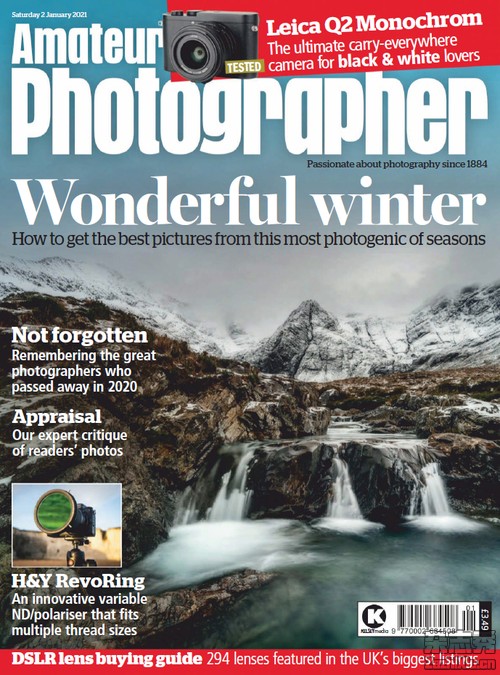 Saturday 2 January 2021
Amateur
Photographer
TESTED
Leica Q2 Monochrom
The ultimate carry-everywhere
camera for black & white lovers
Passionate about photography since 1884
Wonderful winter
How to get the best pictures from this most photogenic of seasons
Not forgotten
Remembering the great
photographers who
passed away in 2020
Appraisal
Our expert critique
of readers' photos
H&Y RevoRing
An innovative variable
ND/polariser that fits
multiple thread sizes
K
KELSEYmedia
01
£3.49
DSLR lens buying guide 294 lenses featured in the UK's biggest listings